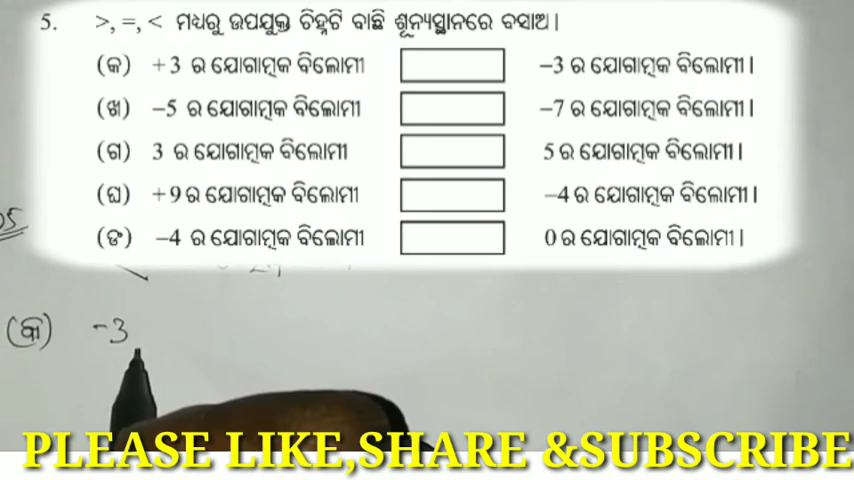 5. >, =, < ମଧ୍ୟରୁ ଉପଯୁକ୍ତ ଚିହ୍ନଟି ବାଛି ଶୂନ୍ୟସ୍ଥାନରେ ବସାଅ।
(କ) +3 ର ଯୋଗାତ୍ମକ ବିଲୋମୀ –3 ର ଯୋଗାତ୍ମକ ବିଲୋମୀ।
(ଖ) –5 ର ଯୋଗାତ୍ମକ ବିଲୋମୀ –7 ର ଯୋଗାତ୍ମକ ବିଲୋମୀ।
(ଗ) 3 ର ଯୋଗାତ୍ମକ ବିଲୋମୀ 5 ର ଯୋଗାତ୍ମକ ବିଲୋମୀ।
(ଘ) +9 ର ଯୋଗାତ୍ମକ ବିଲୋମୀ –4 ର ଯୋଗାତ୍ମକ ବିଲୋମୀ।
(ଙ) –4 ର ଯୋଗାତ୍ମକ ବିଲୋମୀ 0 ର ଯୋଗାତ୍ମକ ବିଲୋମୀ।
(କ) -3
PLEASE LIKE,SHARE &SUBSCRIBE